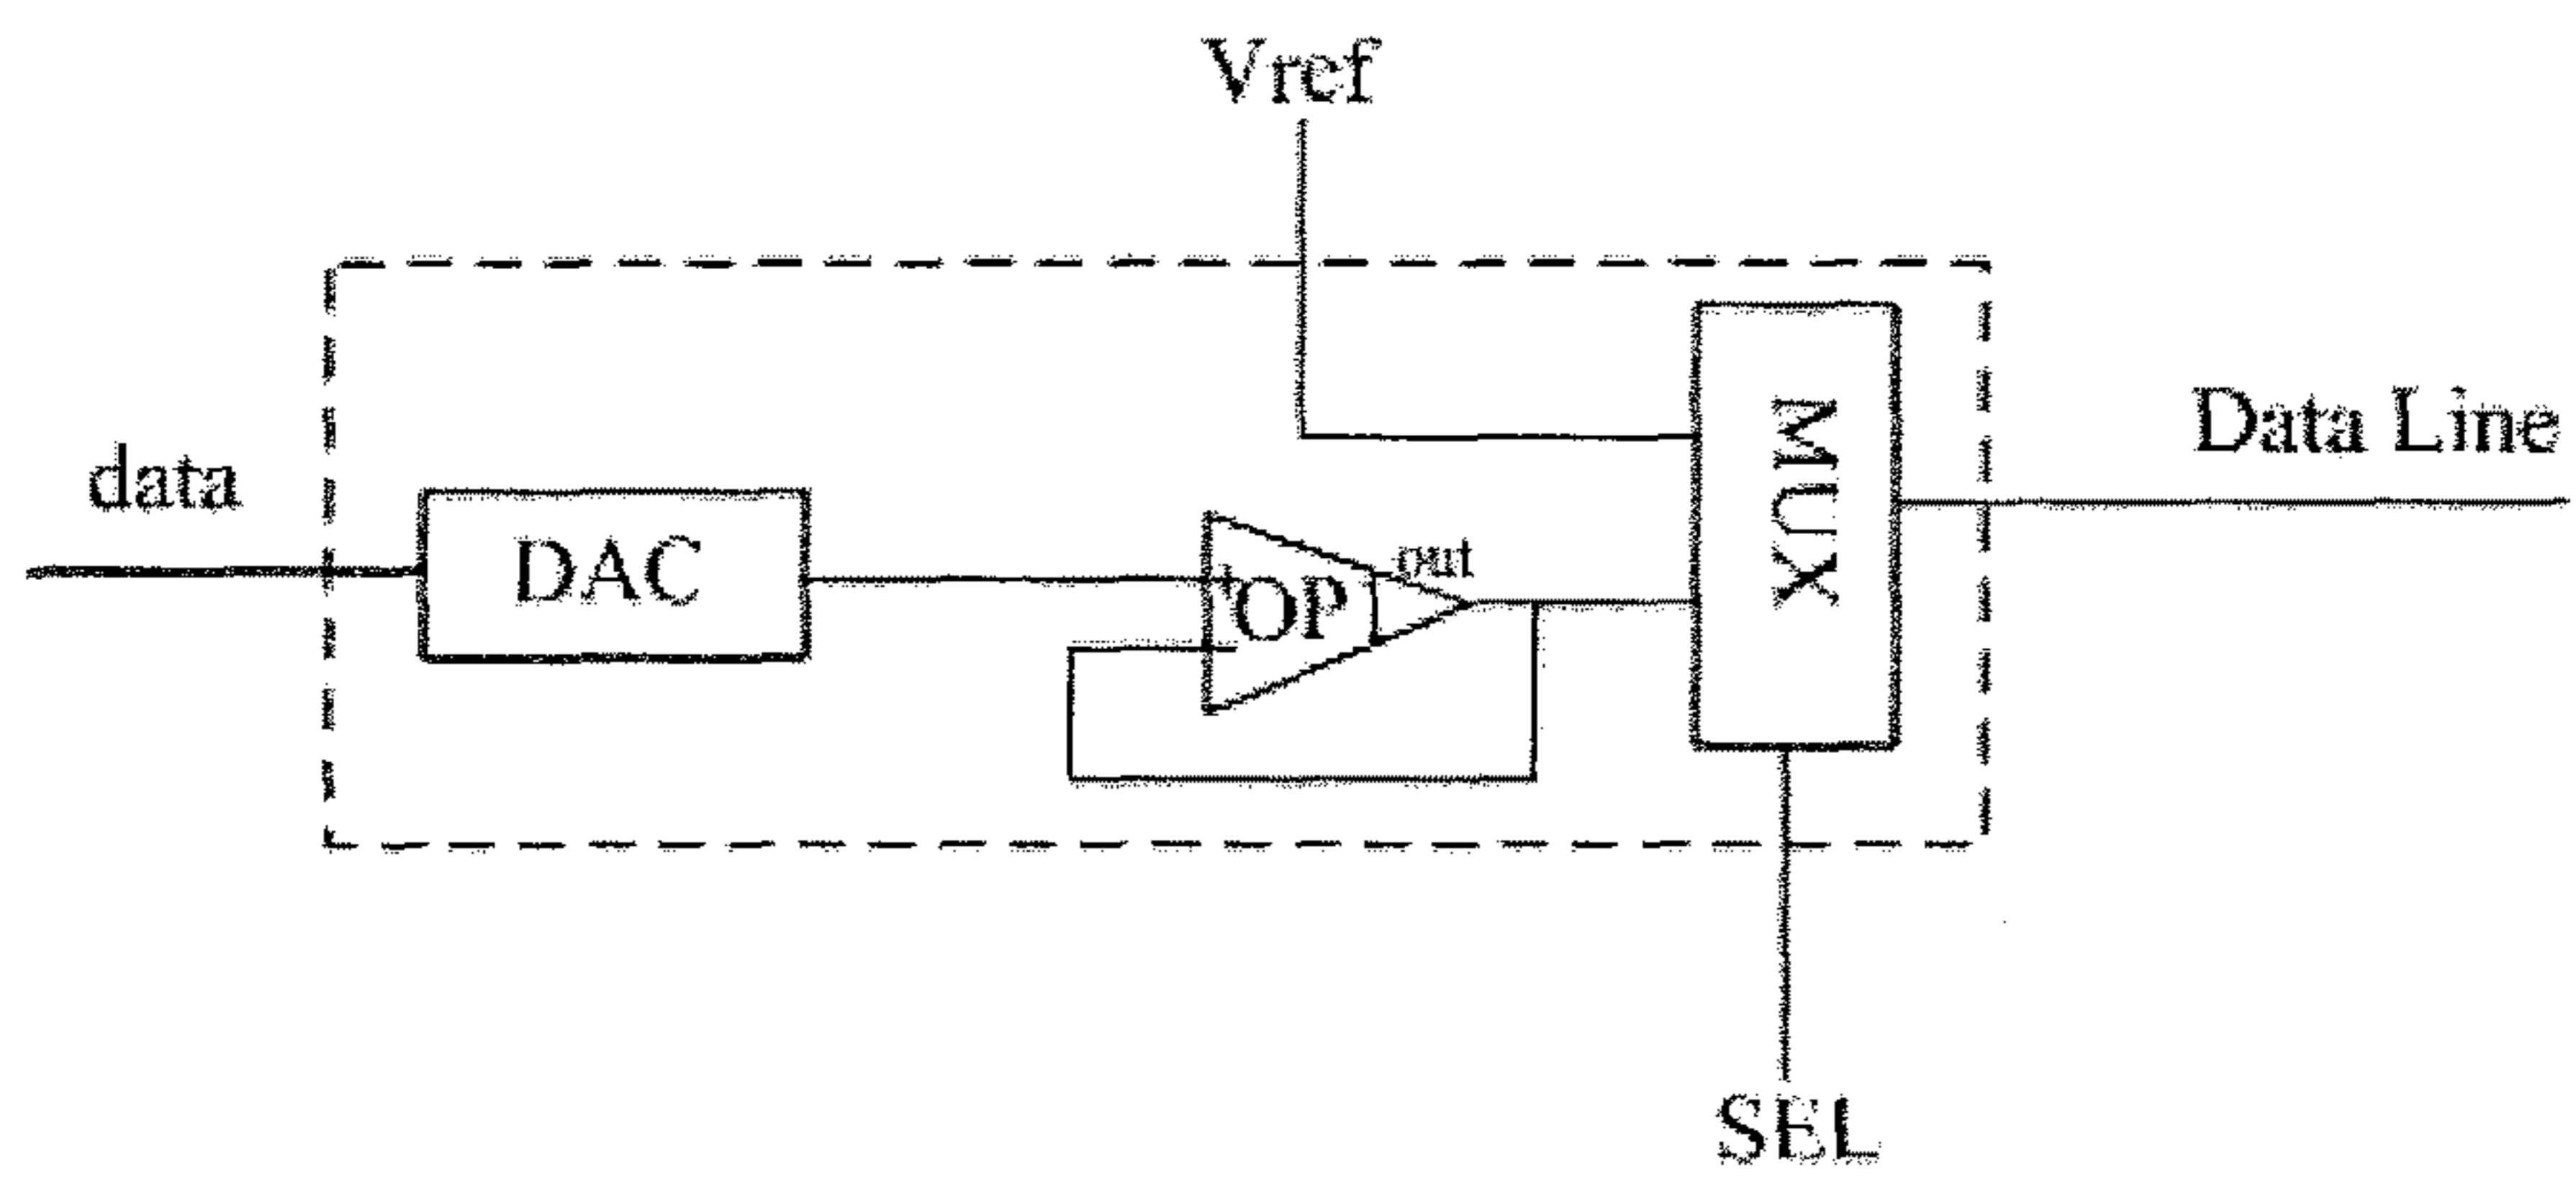 Vref
data
DAC
+
OP
out
MUX
Data Line
SEL